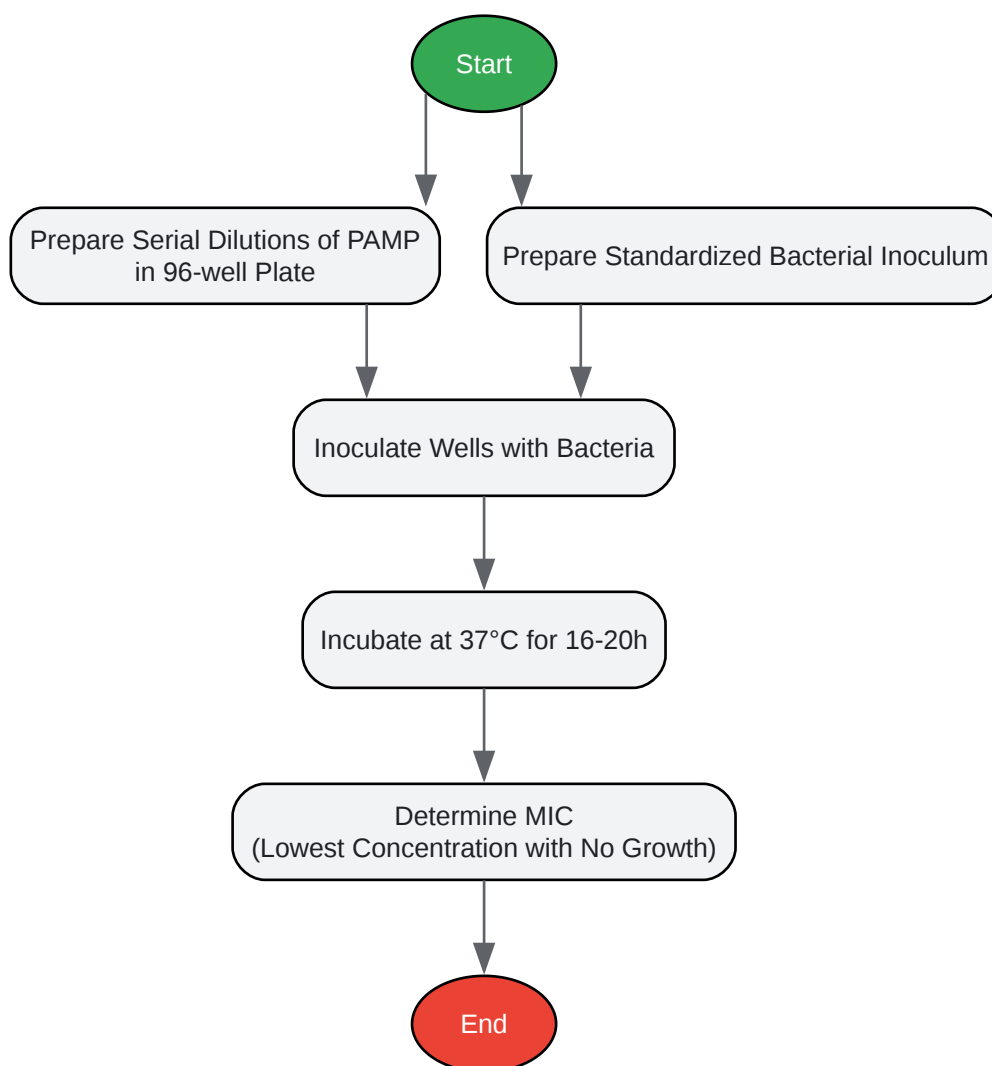 Start
Prepare Serial Dilutions of PAMP
in 96-well Plate
Prepare Standardized Bacterial Inoculum
Inoculate Wells with Bacteria
Incubate at 37°C for 16-20h
Determine MIC
(Lowest Concentration with No Growth)
End